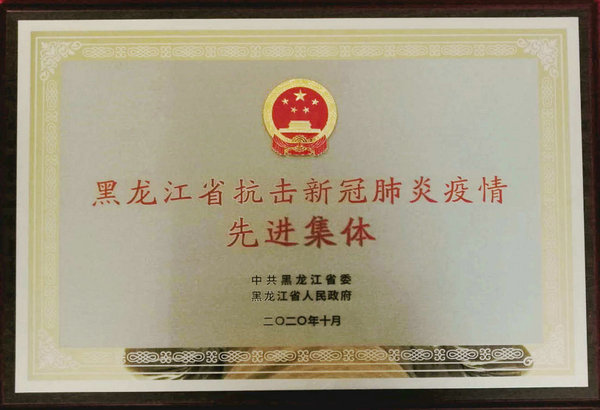 黑龙江省抗击新冠肺炎疫情
先进集体
中共黑龙江省委
黑龙江省人民政府
二〇二〇年十月